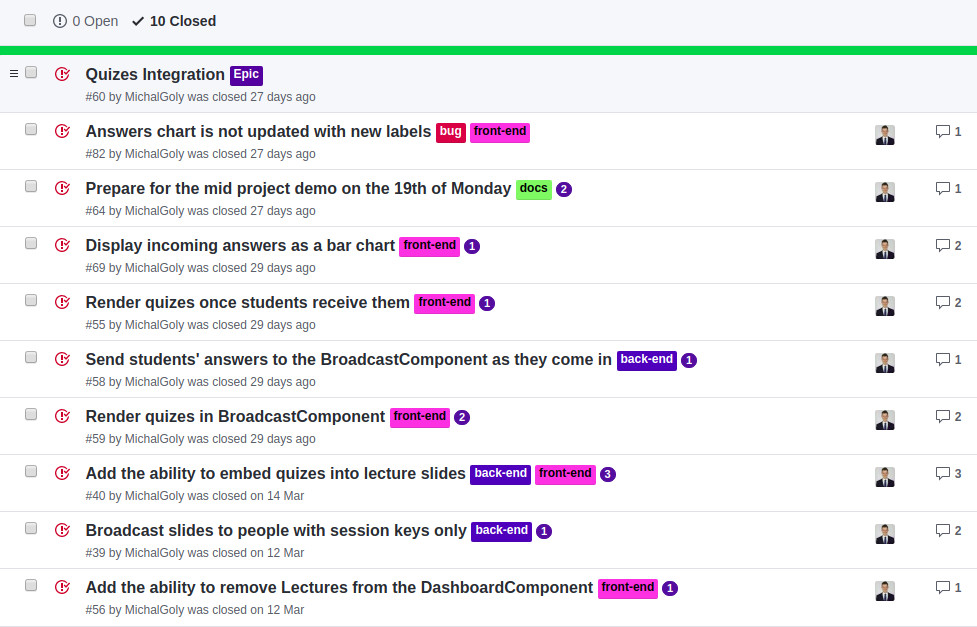 0 Open 10 Closed
Quizes Integration Epic
#60 by MichalGoly was closed 27 days ago
Answers chart is not updated with new labels bug front-end 1
#82 by MichalGoly was closed 27 days ago
Prepare for the mid project demo on the 19th of Monday docs 2 1
#64 by MichalGoly was closed 27 days ago
Display incoming answers as a bar chart front-end 1 2
#69 by MichalGoly was closed 29 days ago
Render quizes once students receive them front-end 1 2
#55 by MichalGoly was closed 29 days ago
Send students' answers to the BroadcastComponent as they come in back-end 1 1
#58 by MichalGoly was closed 29 days ago
Render quizes in BroadcastComponent front-end 2 2
#59 by MichalGoly was closed 29 days ago
Add the ability to embed quizes into lecture slides back-end front-end 3 3
#40 by MichalGoly was closed on 14 Mar
Broadcast slides to people with session keys only back-end 1 2
#39 by MichalGoly was closed on 12 Mar
Add the ability to remove Lectures from the DashboardComponent front-end 1 1
#56 by MichalGoly was closed on 12 Mar